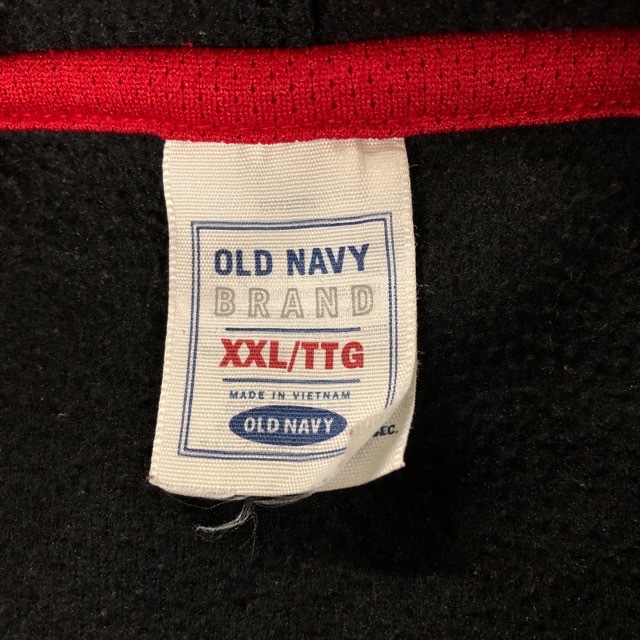 OLD NAVY
BRAND
XXL/TTG
MADE IN VIETNAM
OLD NAVY